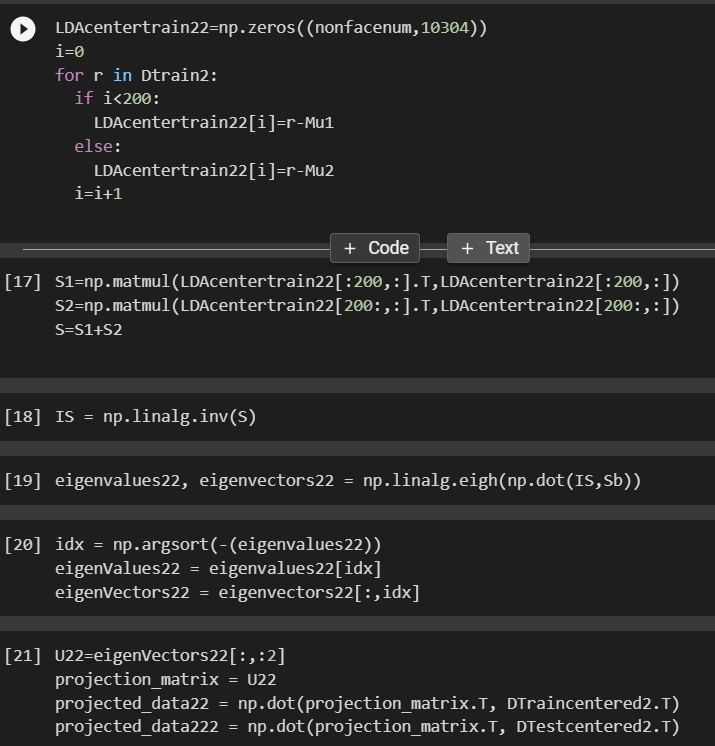 LDAcentertrain22=np.zeros((nonfacenum,10304))
i=0
for r in Dtrain2:
  if i<200:
    LDAcentertrain22[i]=r-Mu1
  else:
    LDAcentertrain22[i]=r-Mu2
  i=i+1
+ Code + Text
[17] S1=np.matmul(LDAcentertrain22[:200,:].T,LDAcentertrain22[:200,:])
S2=np.matmul(LDAcentertrain22[200:,:].T,LDAcentertrain22[200:,:])
S=S1+S2
[18] IS = np.linalg.inv(S)
[19] eigenvalues22, eigenvectors22 = np.linalg.eigh(np.dot(IS,Sb))
[20] idx = np.argsort(-(eigenvalues22))
eigenValues22 = eigenvalues22[idx]
eigenVectors22 = eigenvectors22[:,idx]
[21] U22=eigenVectors22[:,:2]
projection_matrix = U22
projected_data22 = np.dot(projection_matrix.T, DTraincentered2.T)
projected_data222 = np.dot(projection_matrix.T, DTestcentered2.T)